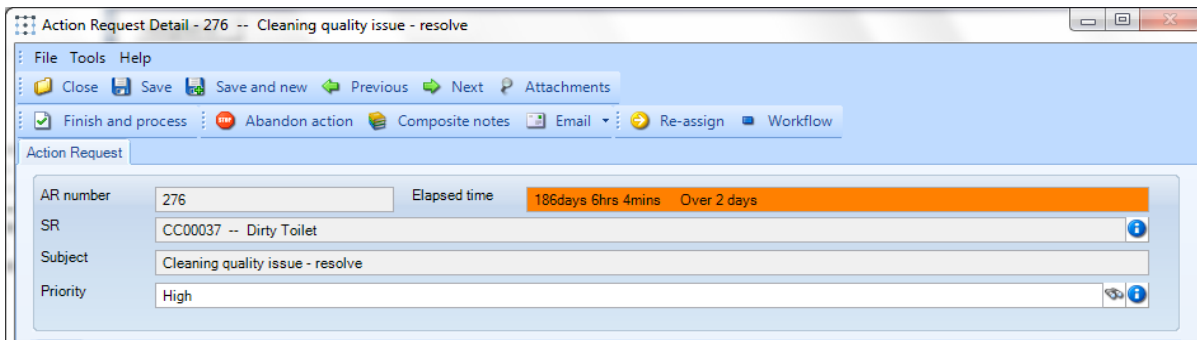 Action Request Detail - 276 -- Cleaning quality issue - resolve
File Tools Help
Close Save Save and new Previous Next Attachments
Finish and process STOP Abandon action Composite notes Email Re-assign Workflow
Action Request
AR number 276 Elapsed time 186days 6hrs 4mins Over 2 days
SR CC00037 -- Dirty Toilet
Subject Cleaning quality issue - resolve
Priority High